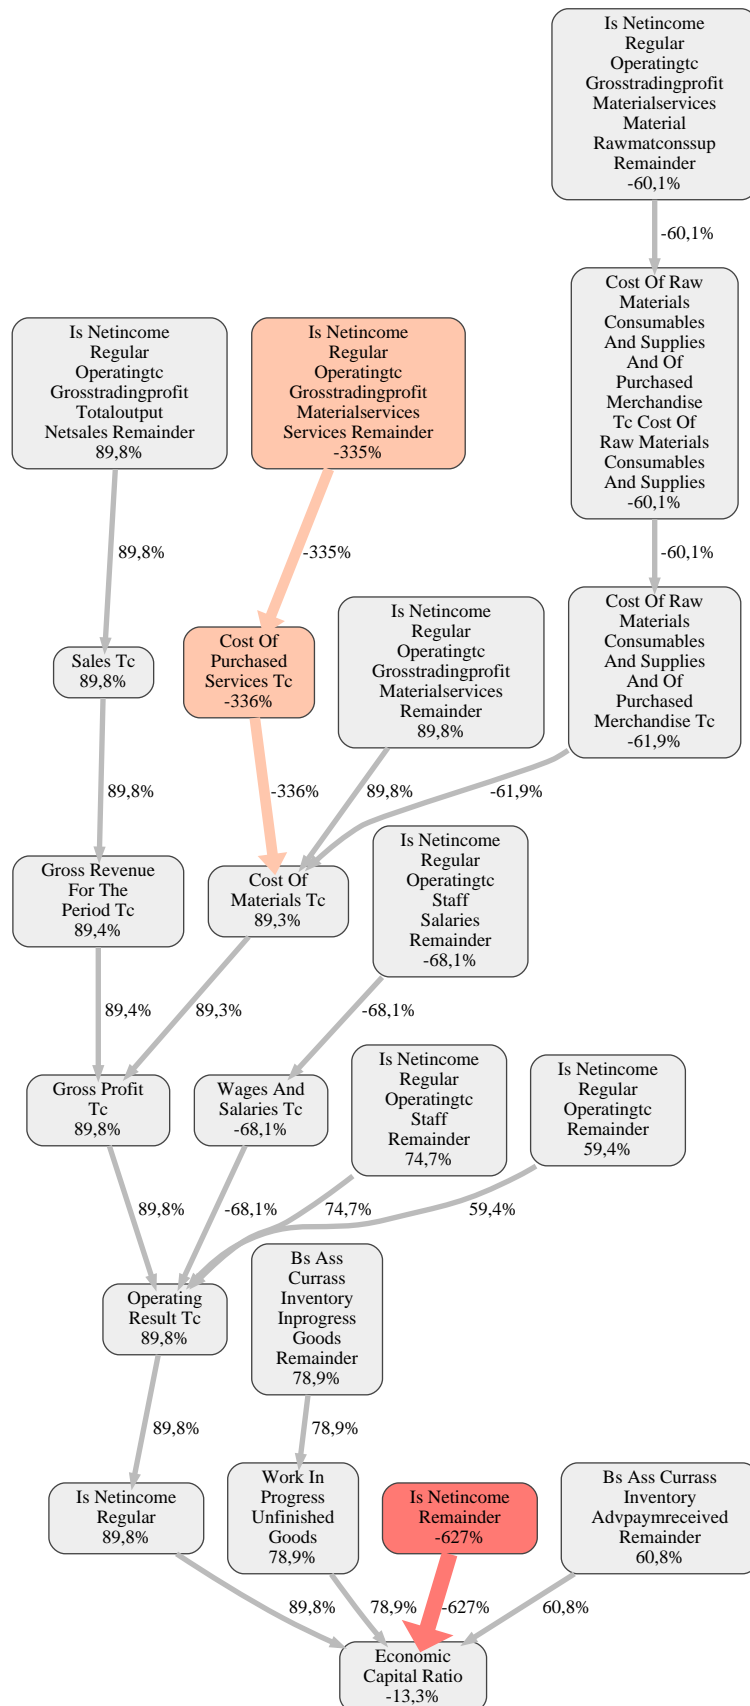 Is Netincome
Regular
Operatingtc
Grosstradingprofit
Materialservices
Material
Rawmatconssup
Remainder
-60,1%
-60,1%
Cost Of Raw
Materials
Consumables
And Supplies
And Of
Purchased
Merchandise
Tc Cost Of
Raw Materials
Consumables
And Supplies
-60,1%
Is Netincome
Regular
Operatingtc
Grosstradingprofit
Totaloutput
Netsales Remainder
89,8%
Is Netincome
Regular
Operatingtc
Grosstradingprofit
Materialservices
Services Remainder
-335%
89,8%
-335%
-60,1%
Sales Tc
89,8%
Cost Of
Purchased
Services Tc
-336%
Is Netincome
Regular
Operatingtc
Grosstradingprofit
Materialservices
Remainder
89,8%
Cost Of Raw
Materials
Consumables
And Supplies
And Of
Purchased
Merchandise Tc
-61,9%
89,8%
-336%
89,8%
-61,9%
Gross Revenue
For The
Period Tc
89,4%
Cost Of
Materials Tc
89,3%
Is Netincome
Regular
Operatingtc
Staff
Salaries
Remainder
-68,1%
89,4%
89,3%
-68,1%
Gross Profit
Tc
89,8%
Wages And
Salaries Tc
-68,1%
Is Netincome
Regular
Operatingtc
Staff
Remainder
74,7%
Is Netincome
Regular
Operatingtc
Remainder
59,4%
89,8%
-68,1%
74,7%
59,4%
Operating
Result Tc
89,8%
Bs Ass
Currass
Inventory
Inprogress
Goods
Remainder
78,9%
89,8%
78,9%
Is Netincome
Regular
89,8%
Work In
Progress
Unfinished
Goods
78,9%
Is Netincome
Remainder
-627%
Bs Ass Currass
Inventory
Advpaymreceived
Remainder
60,8%
89,8%
78,9%
-627%
60,8%
Economic
Capital Ratio
-13,3%